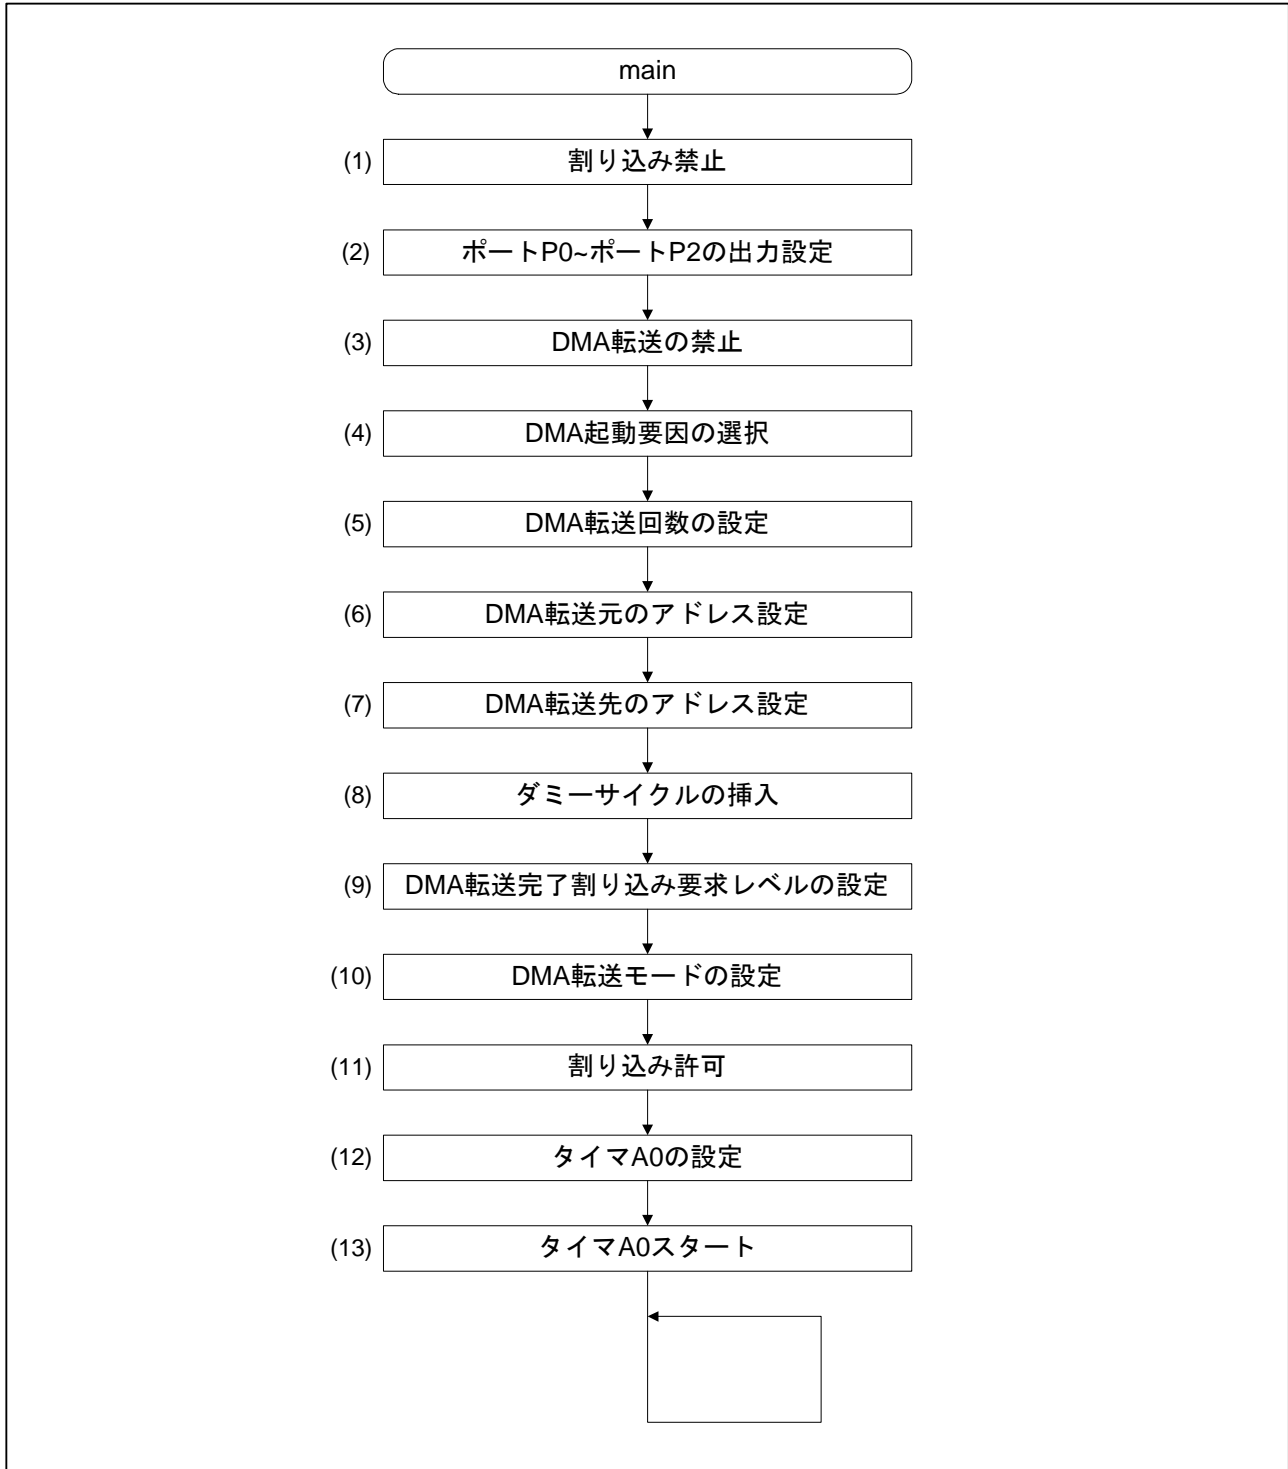 main
(1) 割り込み禁止
(2) ポートP0~ポートP2の出力設定
(3) DMA転送の禁止
(4) DMA起動要因の選択
(5) DMA転送回数の設定
(6) DMA転送元のアドレス設定
(7) DMA転送先のアドレス設定
(8) ダミーサイクルの挿入
(9) DMA転送完了割り込み要求レベルの設定
(10) DMA転送モードの設定
(11) 割り込み許可
(12) タイマA0の設定
(13) タイマA0スタート